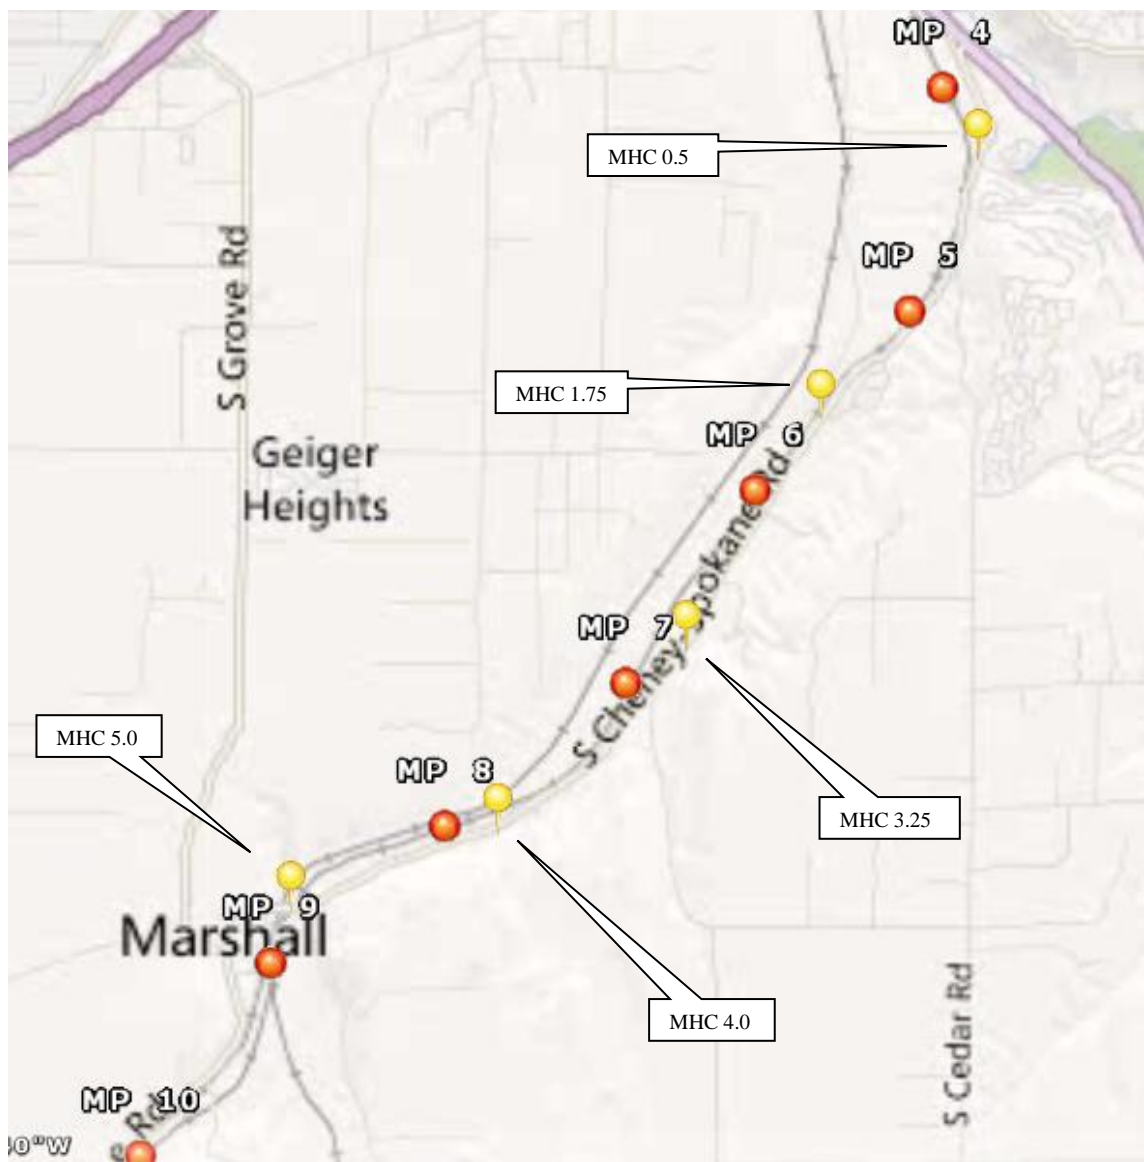 MP 4
MHC 0.5
MP 5
S Grove Rd
MHC 1.75
MP 6
Geiger
Heights
S Cheney-Spokane Rd
MP 7
MHC 5.0
MP 8
MHC 3.25
MP 9
Marshall
MHC 4.0
S Cedar Rd
MP 10
Rd
0"W